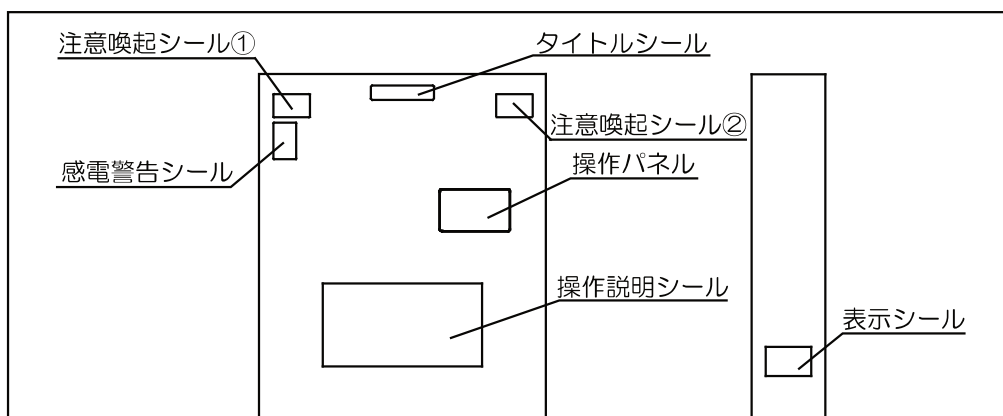 注意喚起シール①
タイトルシール
注意喚起シール②
感電警告シール
操作パネル
操作説明シール
表示シール